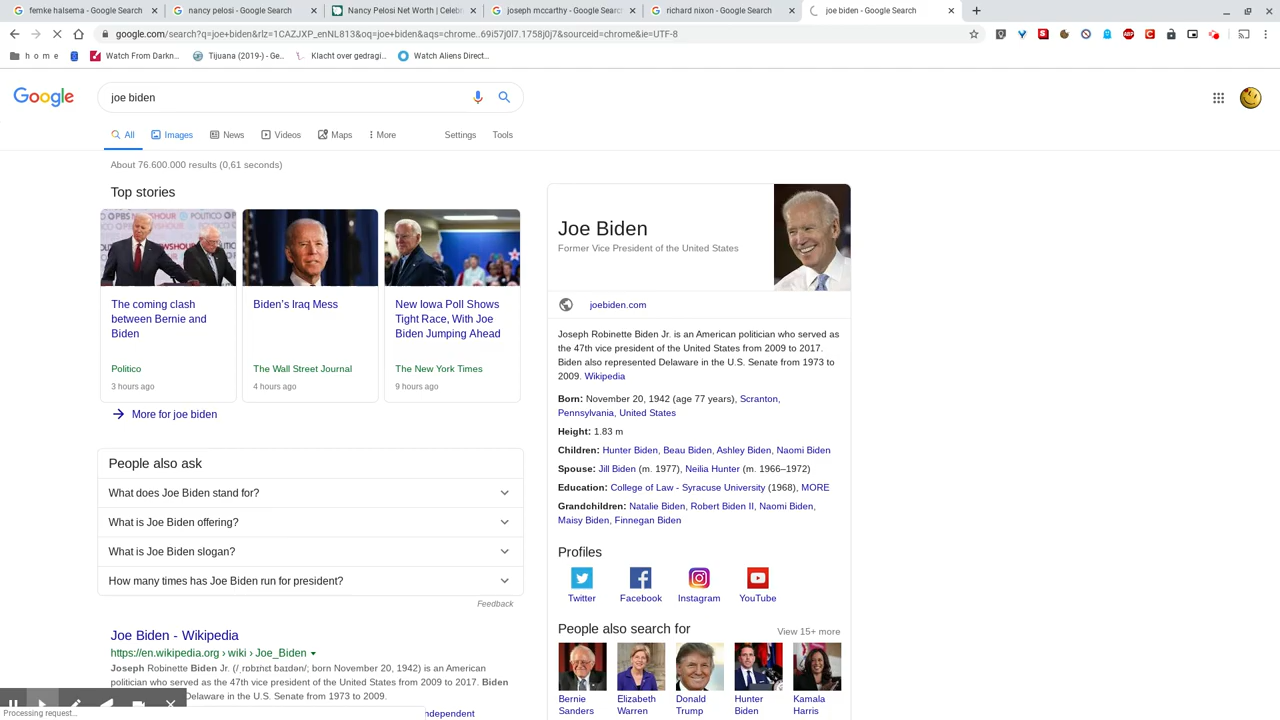 femke halsema - Google Search
nancy pelosi - Google Search
Nancy Pelosi Net Worth | Celebr
joseph mccarthy - Google Search
richard nixon - Google Search
joe biden - Google Search
google.com/search?q=joe+biden&rlz=1CAZJXP_enNL813&oq=joe+biden&aqs=chrome..69i57j0l7.1758j0j7&sourceid=chrome&ie=UTF-8
h o m e
Watch From Darkn...
Tijuana (2019-) - Ge...
Klacht over gedragi...
Watch Aliens Direct...
Google
joe biden
All
Images
News
Videos
Maps
More
Settings
Tools
About 76.600.000 results (0,61 seconds)
Top stories
The coming clash
between Bernie and
Biden
Politico
3 hours ago
Biden's Iraq Mess
The Wall Street Journal
4 hours ago
New Iowa Poll Shows
Tight Race, With Joe
Biden Jumping Ahead
The New York Times
9 hours ago
More for joe biden
People also ask
What does Joe Biden stand for?
What is Joe Biden offering?
What is Joe Biden slogan?
How many times has Joe Biden run for president?
Feedback
Joe Biden - Wikipedia
https://en.wikipedia.org › wiki › Joe_Biden
Joseph Robinette Biden Jr. (/ˌrɒbɪnɛt ˈbaɪdən/; born November 20, 1942) is an American
politician who served as the 47th vice president of the United States from 2009 to 2017. Biden
Delaware in the U.S. Senate from 1973 to 2009.
ndependent
Processing request...
Joe Biden
Former Vice President of the United States
joebiden.com
Joseph Robinette Biden Jr. is an American politician who served as
the 47th vice president of the United States from 2009 to 2017.
Biden also represented Delaware in the U.S. Senate from 1973 to
2009. Wikipedia
Born: November 20, 1942 (age 77 years), Scranton,
Pennsylvania, United States
Height: 1.83 m
Children: Hunter Biden, Beau Biden, Ashley Biden, Naomi Biden
Spouse: Jill Biden (m. 1977), Neilia Hunter (m. 1966–1972)
Education: College of Law - Syracuse University (1968), MORE
Grandchildren: Natalie Biden, Robert Biden II, Naomi Biden,
Maisy Biden, Finnegan Biden
Profiles
Twitter
Facebook
Instagram
YouTube
People also search for
View 15+ more
Bernie
Sanders
Elizabeth
Warren
Donald
Trump
Hunter
Biden
Kamala
Harris